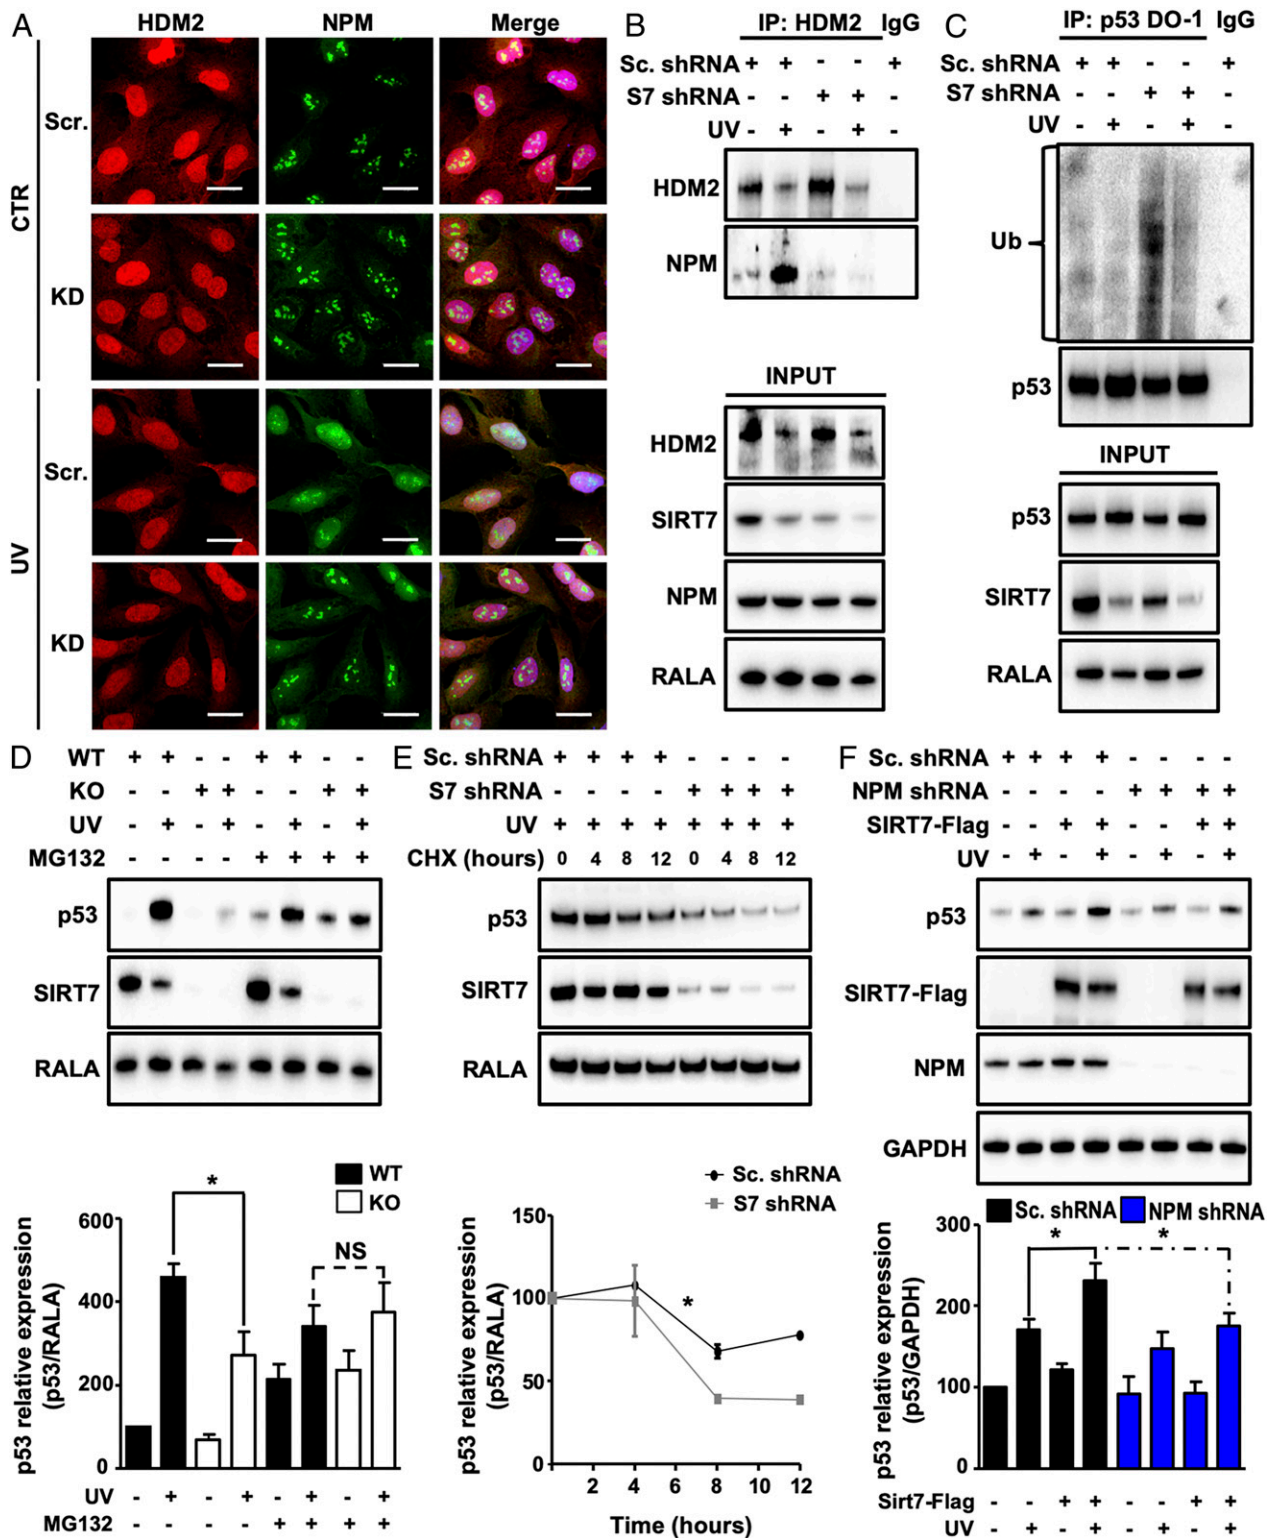 A
HDM2 NPM Merge
CTR
Scr.
KD
UV
Scr.
KD
B
IP: HDM2 IgG
Sc. shRNA + + - - +
S7 shRNA - - + + -
UV - + - + -
HDM2
NPM
INPUT
HDM2
SIRT7
NPM
RALA
C
IP: p53 DO-1 IgG
Sc. shRNA + + - - +
S7 shRNA - - + + -
UV - + - + -
Ub
p53
INPUT
p53
SIRT7
RALA
D
WT + + - - + + - -
KO - - + + - - + +
UV - + - + - + - +
MG132 - - - - + + + +
p53
SIRT7
RALA
WT
KO
p53 relative expression
(p53/RALA)
600
400
200
0
*
NS
UV - + - + - + - +
MG132 - - - - + + + +
E
Sc. shRNA + + + + - - - -
S7 shRNA - - - - + + + +
UV + + + + + + + +
CHX (hours) 0 4 8 12 0 4 8 12
p53
SIRT7
RALA
Sc. shRNA
S7 shRNA
p53 relative expression
(p53/RALA)
150
100
50
0
*
2 4 6 8 10 12
Time (hours)
F
Sc. shRNA + + + + - - - -
NPM shRNA - - - - + + + +
SIRT7-Flag - - + + - - + +
UV - + - + - + - +
p53
SIRT7-Flag
NPM
GAPDH
Sc. shRNA NPM shRNA
p53 relative expression
(p53/GAPDH)
300
200
100
0
* *
Sirt7-Flag - - + + - - + +
UV - + - + - + - +